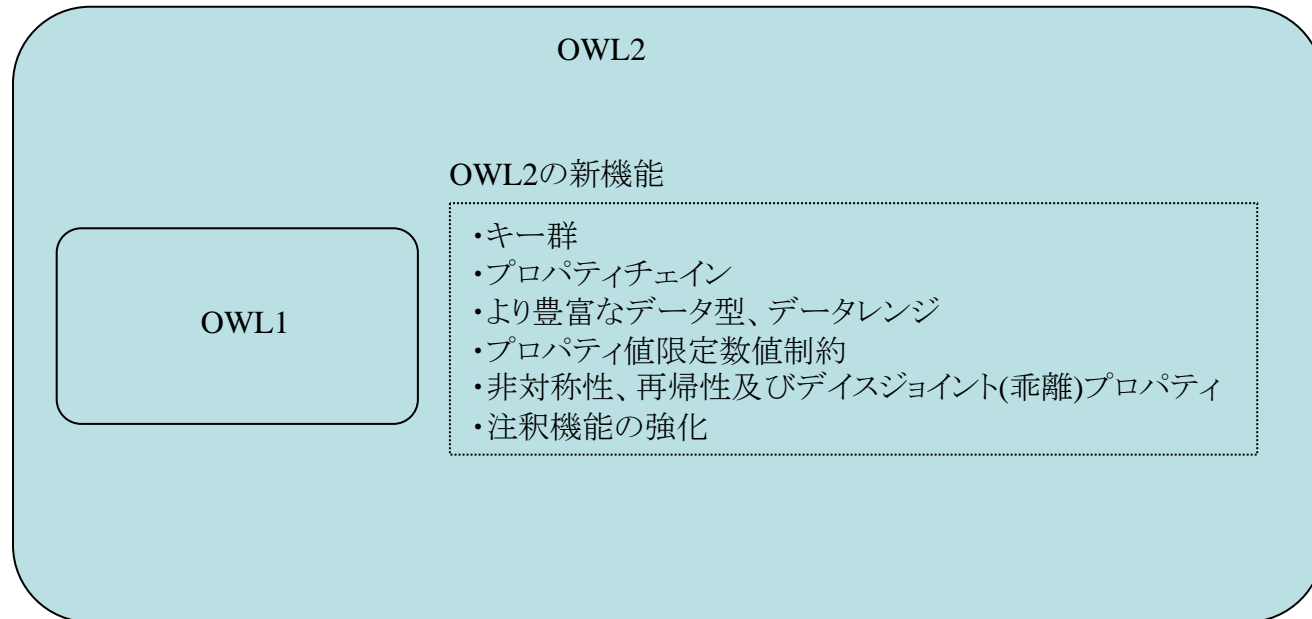 OWL2
OWL2の新機能
・キー群
・プロパティチェイン
・より豊富なデータ型、データレンジ
・プロパティ値限定数値制約
・非対称性、再帰性及びデイスジョイント(乖離)プロパティ
・注釈機能の強化
OWL1